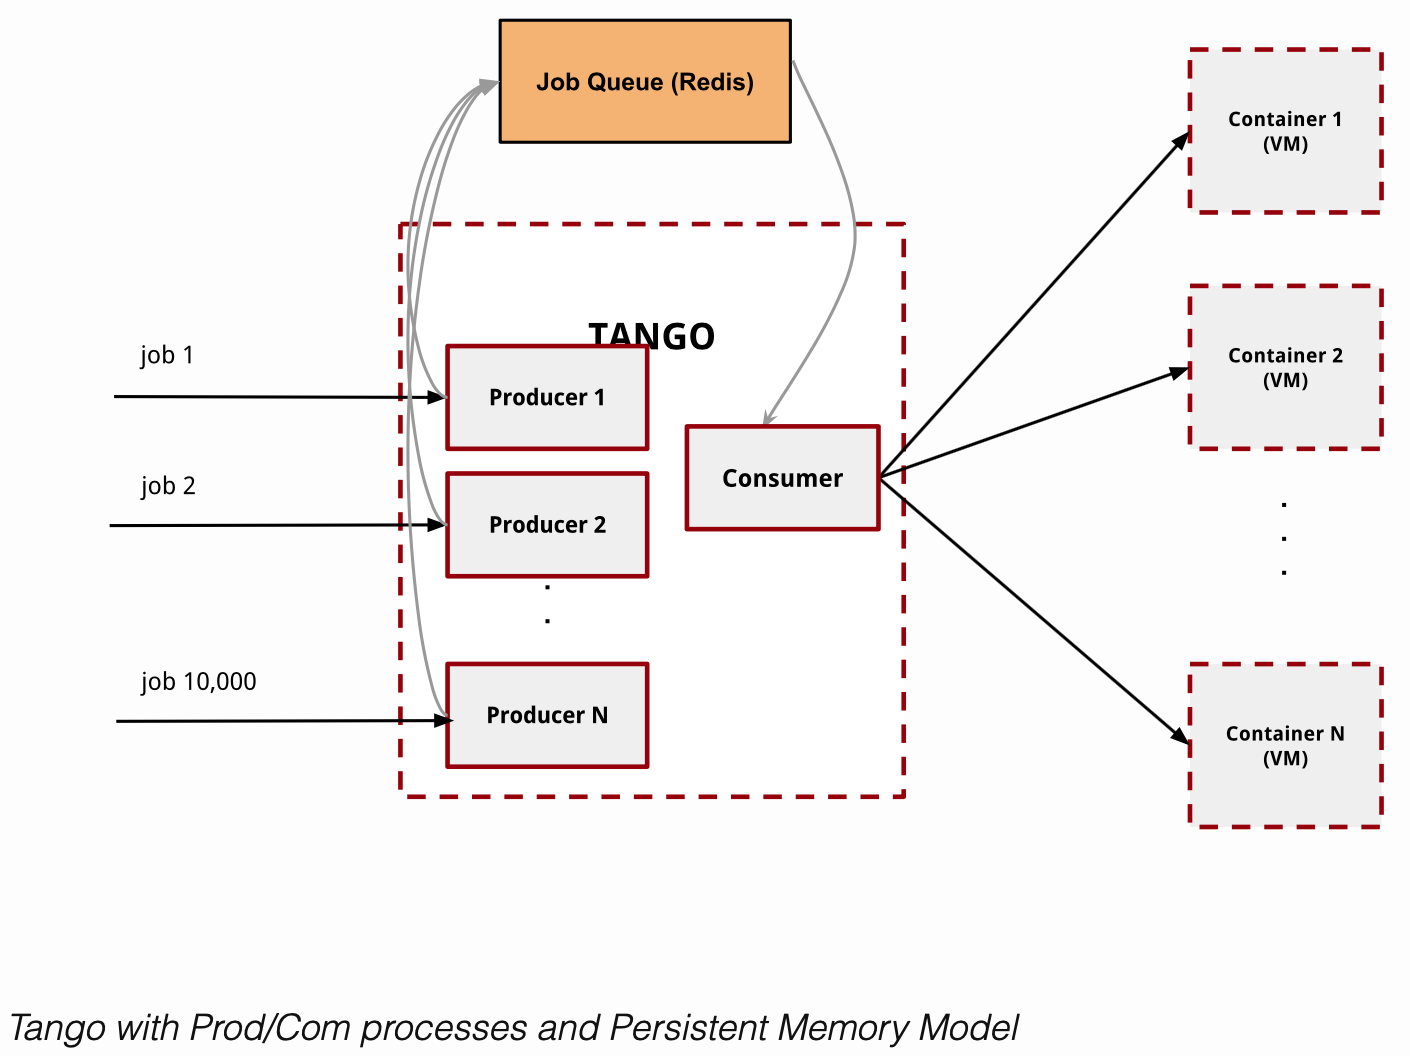 Job Queue (Redis)
Container 1
(VM)
TANGO
job 1
Producer 1
Container 2
(VM)
job 2
Producer 2
Consumer
job 10,000
Producer N
Container N
(VM)
Tango with Prod/Com processes and Persistent Memory Model